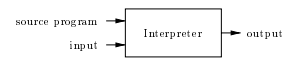 source program
input
Interpreter
output